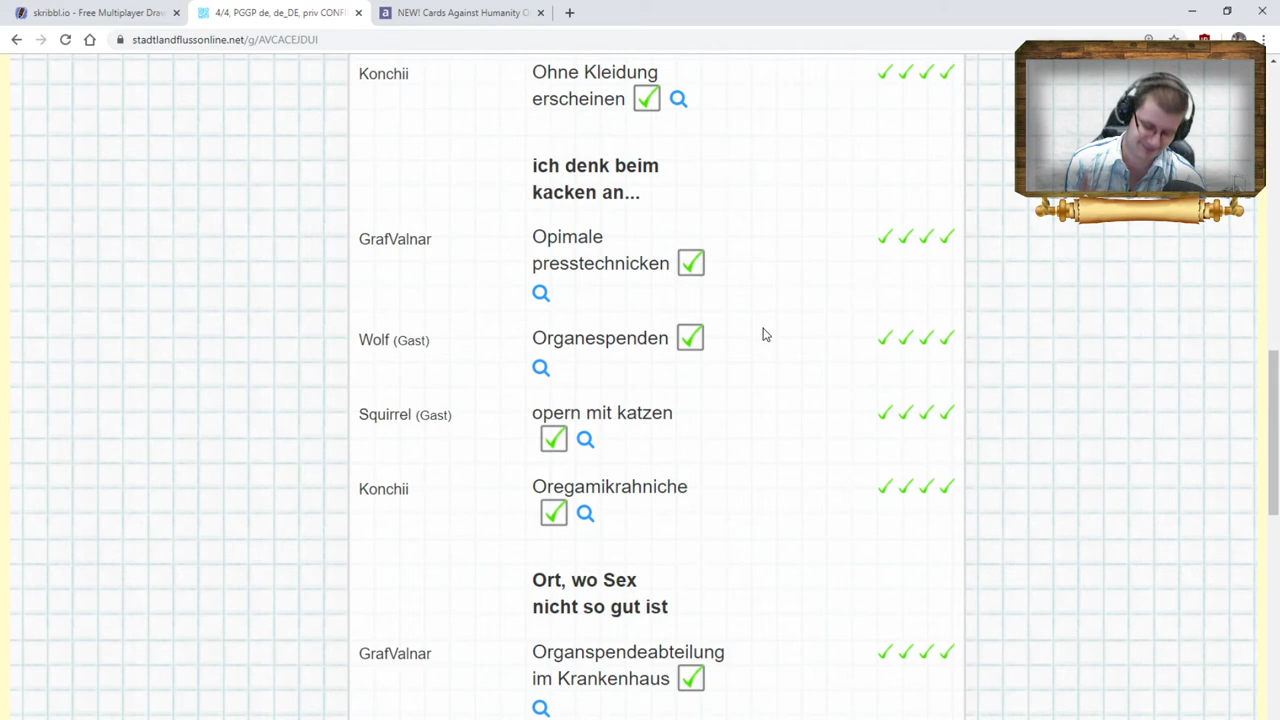 skribbl.io - Free Multiplayer Draw
4/4, PGGP de, de_DE, priv CONFI
NEW! Cards Against Humanity O
stadtlandflussonline.net/g/AVCACEJDUI
Konchii
Ohne Kleidung
erscheinen
ich denk beim
kacken an...
GrafValnar
Opimale
presstechnicken
Wolf (Gast)
Organespenden
Squirrel (Gast)
opern mit katzen
Konchii
Oregamikrahniche
Ort, wo Sex
nicht so gut ist
GrafValnar
Organspendeabteilung
im Krankenhaus